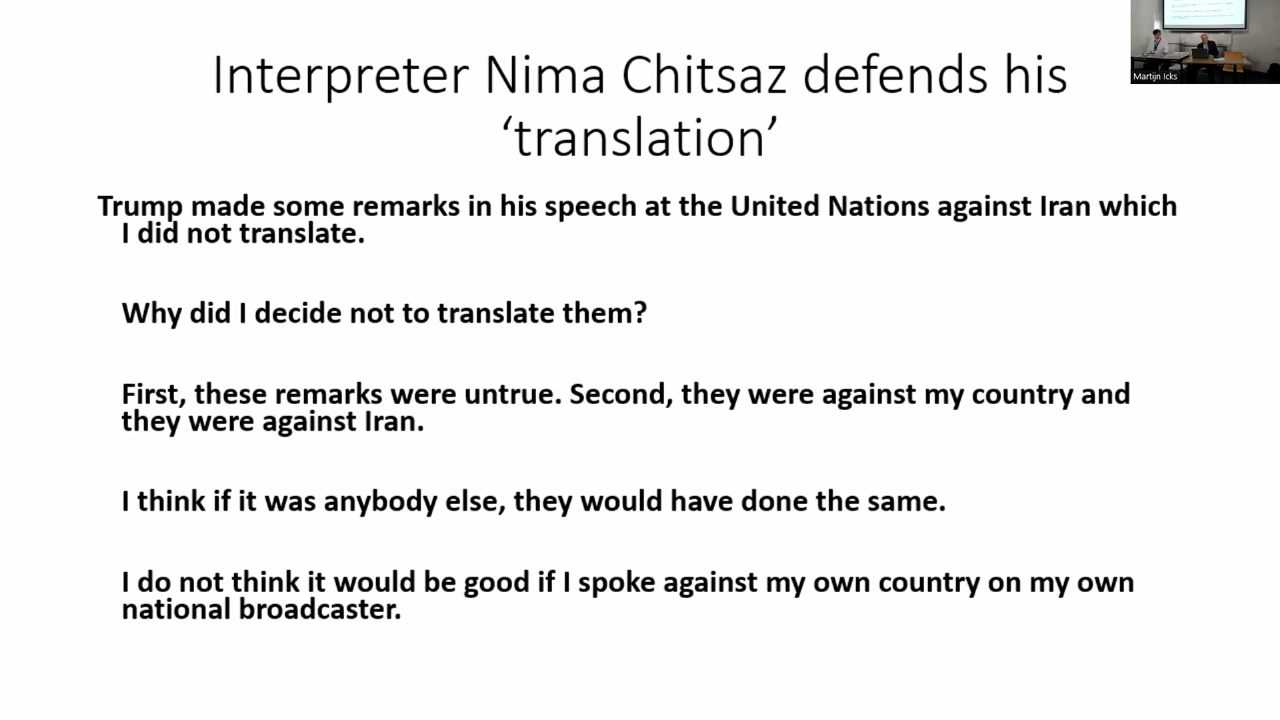 Interpreter Nima Chitsaz defends his
‘translation’
Martijn Icks
Trump made some remarks in his speech at the United Nations against Iran which
I did not translate.
Why did I decide not to translate them?
First, these remarks were untrue. Second, they were against my country and
they were against Iran.
I think if it was anybody else, they would have done the same.
I do not think it would be good if I spoke against my own country on my own
national broadcaster.